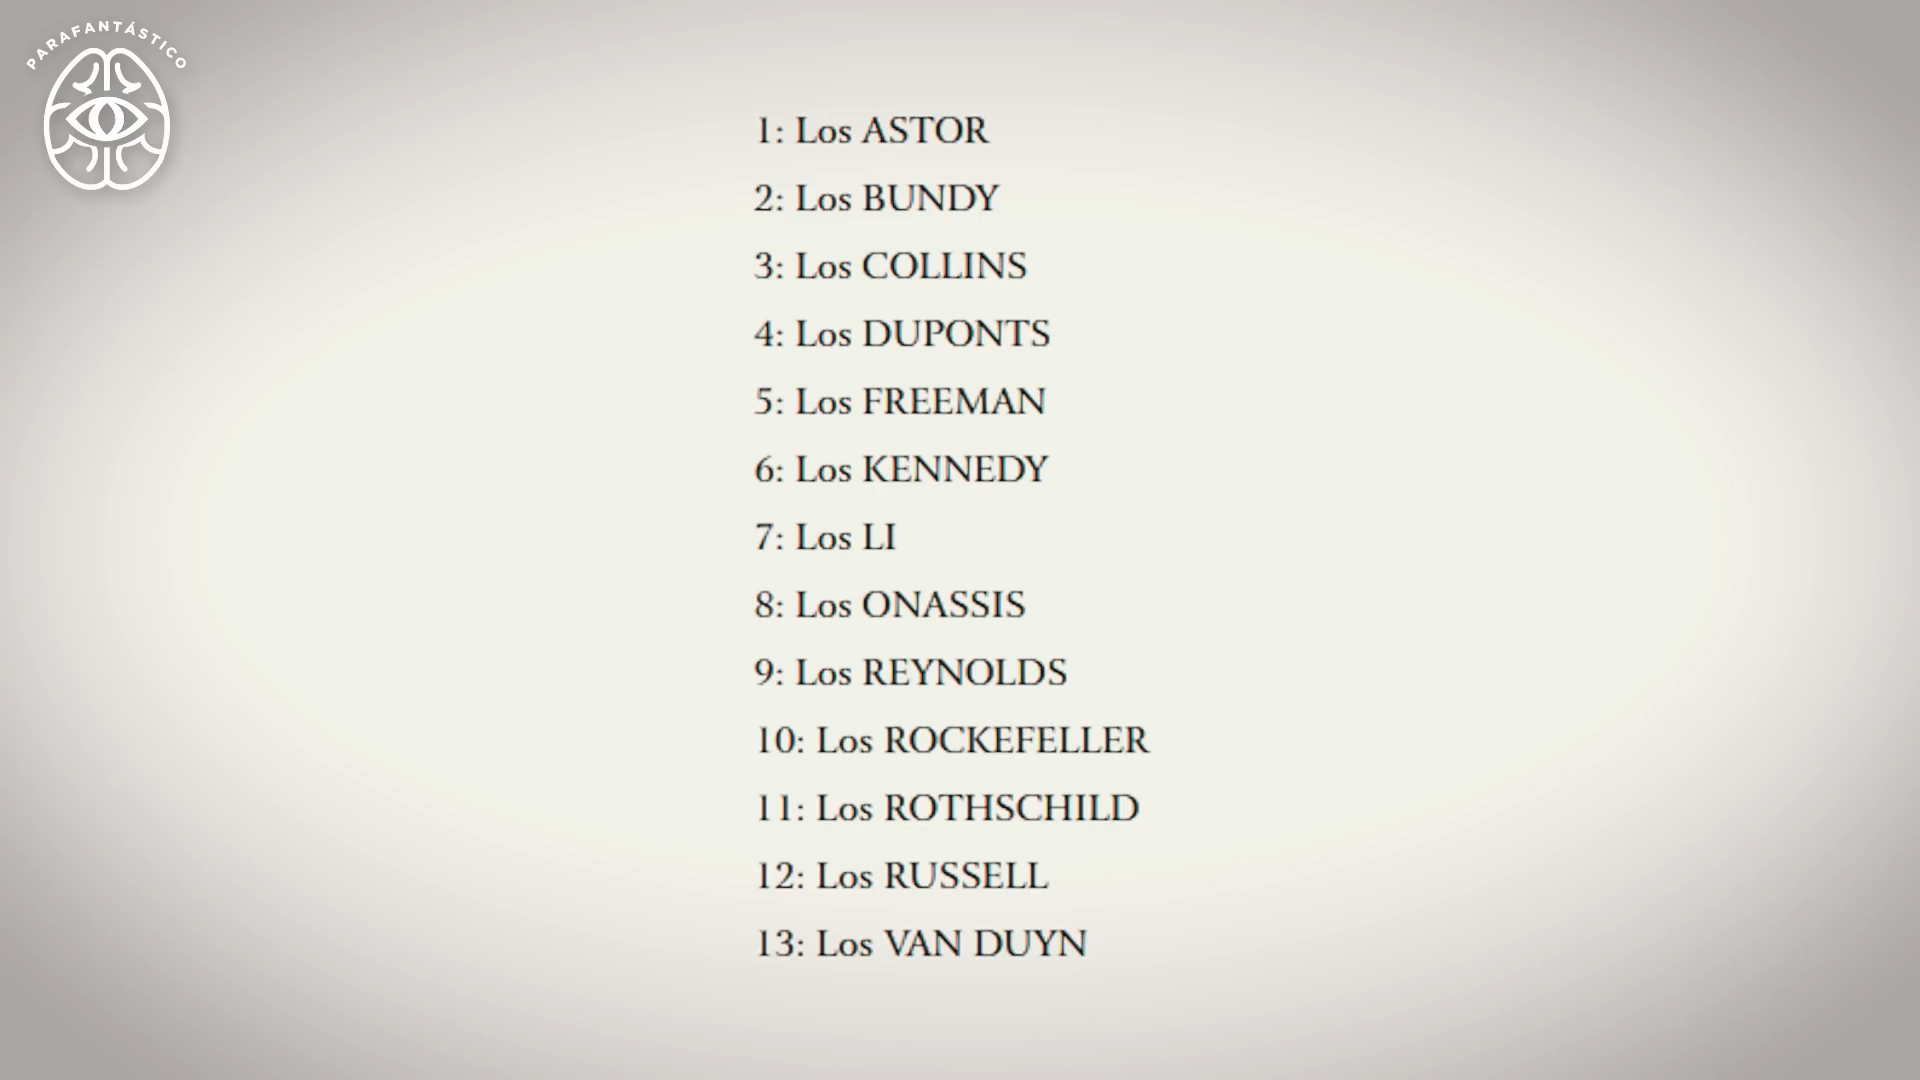 PARAFANTÁSTICO
1: Los ASTOR
2: Los BUNDY
3: Los COLLINS
4: Los DUPONTS
5: Los FREEMAN
6: Los KENNEDY
7: Los LI
8: Los ONASSIS
9: Los REYNOLDS
10: Los ROCKEFELLER
11: Los ROTHSCHILD
12: Los RUSSELL
13: Los VAN DUYN